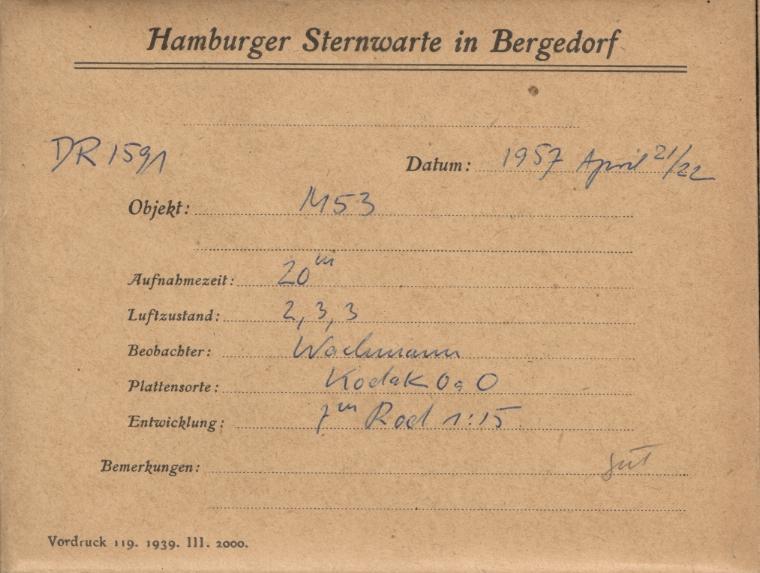 Hamburger Sternwarte in Bergedorf
DR 1591
Datum: 1957 April 21/22
Objekt: M53
Aufnahmezeit: 20ᵐ
Luftzustand: 2, 3, 3
Beobachter: Wachmann
Plattensorte: Kodak OaO
Entwicklung: 7ᵐ Rod 1:15
Bemerkungen: gut
Vordruck 119. 1939. III. 2000.